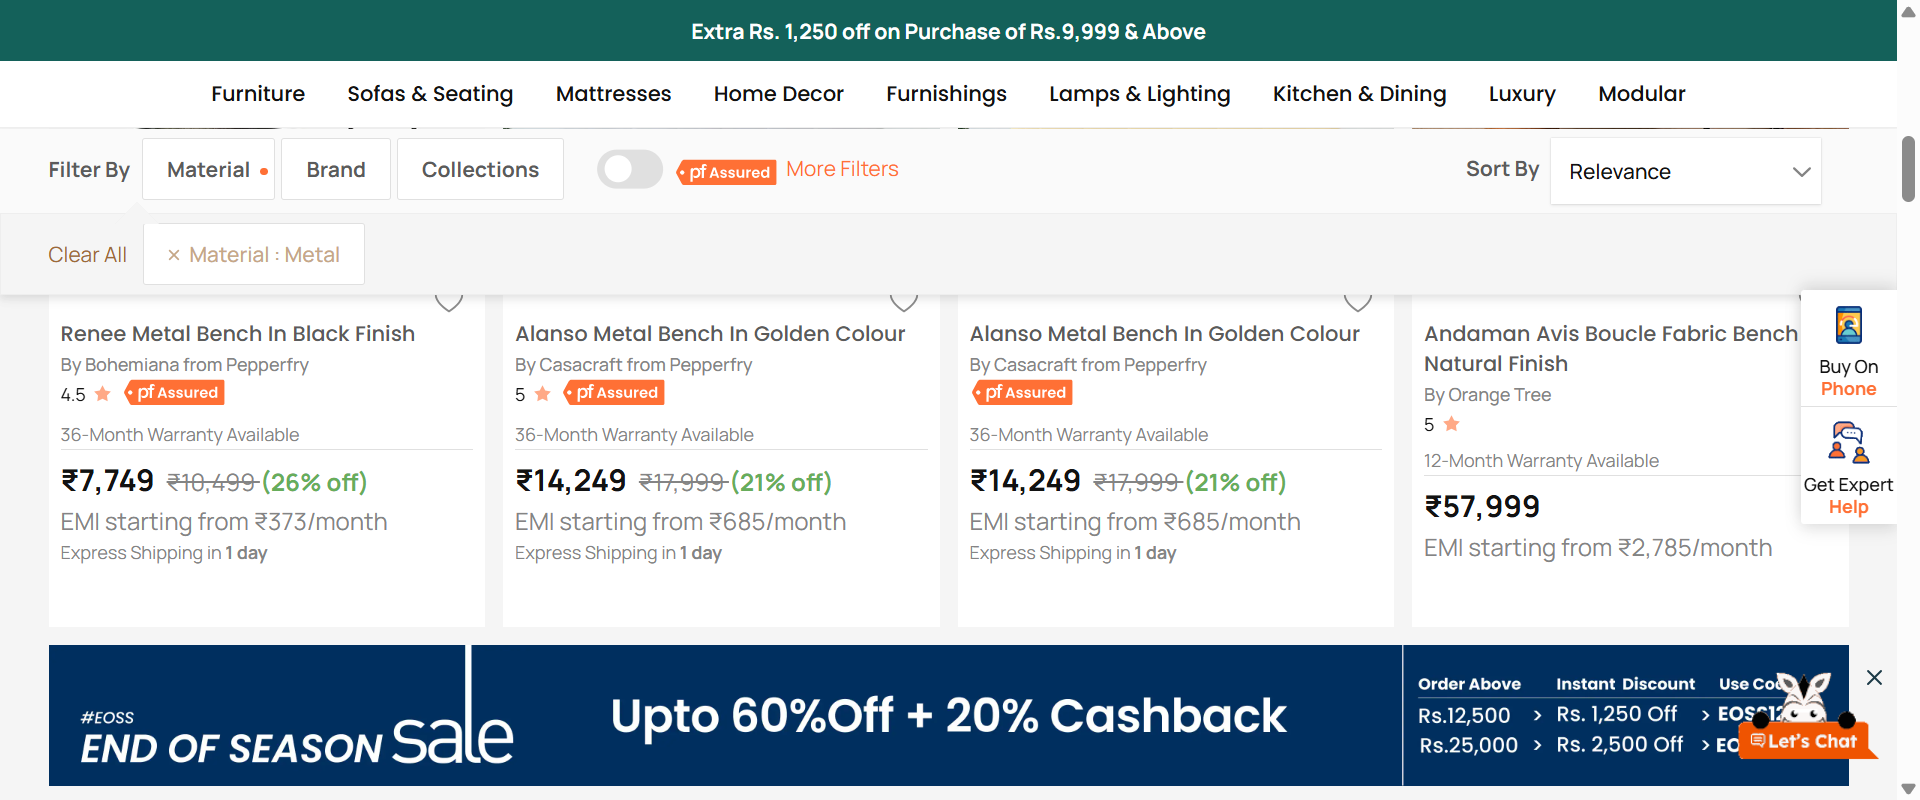 Extra Rs. 1,250 off on Purchase of Rs.9,999 & Above
Furniture Sofas & Seating Mattresses Home Decor Furnishings Lamps & Lighting Kitchen & Dining Luxury Modular
Filter By Material Brand Collections pf Assured More Filters Sort By Relevance
Clear All × Material : Metal
Renee Metal Bench In Black Finish
By Bohemiana from Pepperfry
4.5 pf Assured
36-Month Warranty Available
₹7,749 ₹10,499 (26% off)
EMI starting from ₹373/month
Express Shipping in 1 day
Alanso Metal Bench In Golden Colour
By Casacraft from Pepperfry
5 pf Assured
36-Month Warranty Available
₹14,249 ₹17,999 (21% off)
EMI starting from ₹685/month
Express Shipping in 1 day
Alanso Metal Bench In Golden Colour
By Casacraft from Pepperfry
pf Assured
36-Month Warranty Available
₹14,249 ₹17,999 (21% off)
EMI starting from ₹685/month
Express Shipping in 1 day
Andaman Avis Boucle Fabric Bench
Natural Finish
By Orange Tree
5
12-Month Warranty Available
₹57,999
EMI starting from ₹2,785/month
Buy On
Phone
Get Expert
Help
#EOSS
END OF SEASON sale
Upto 60%Off + 20% Cashback
Order Above Instant Discount Use
Rs.12,500 > Rs. 1,250 Off >
Rs.25,000 > Rs. 2,500 Off >
Let's Chat